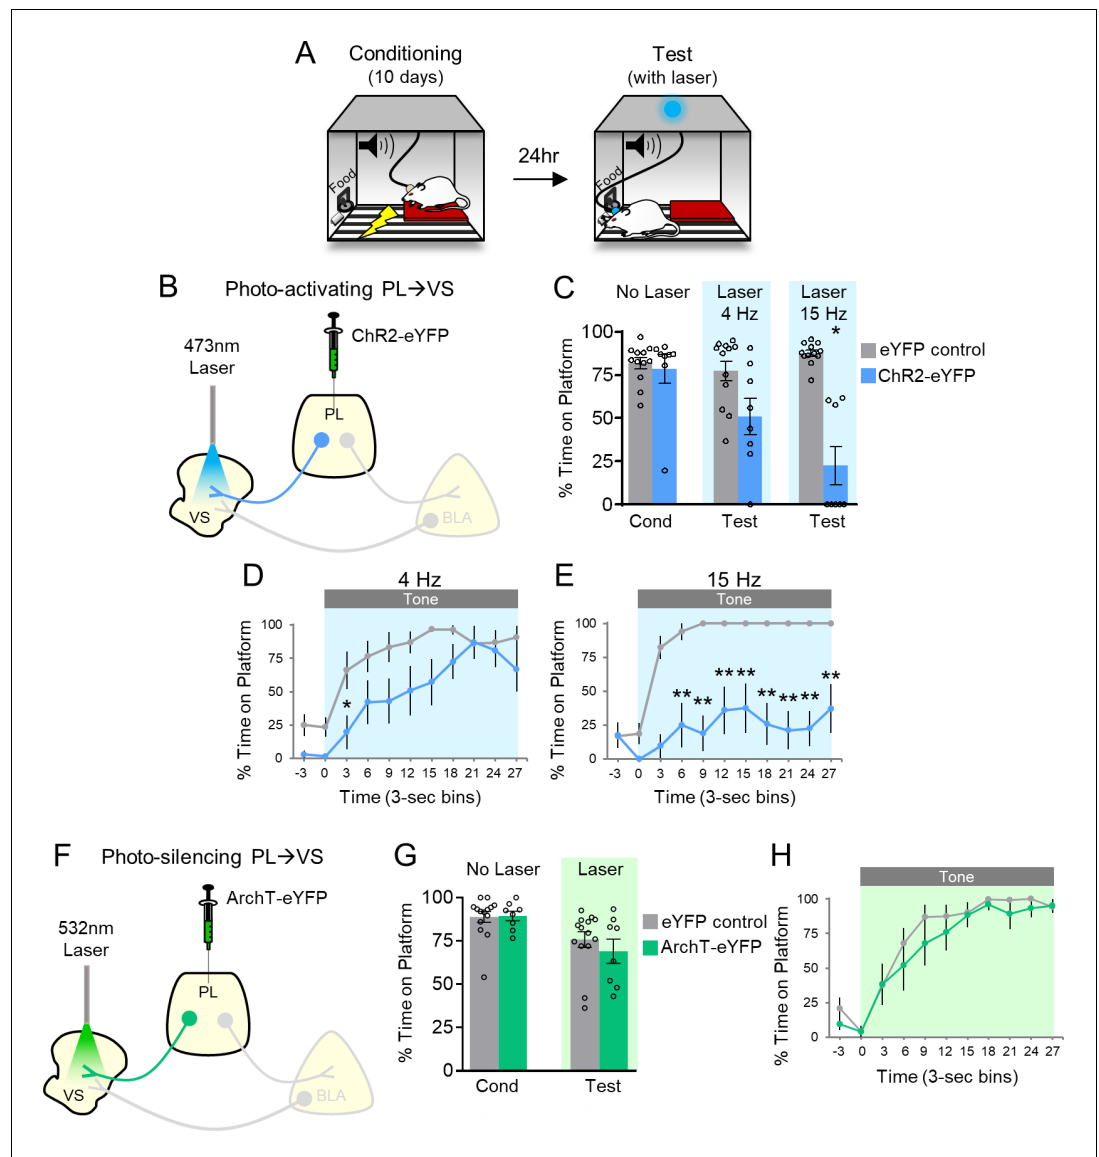 A
Conditioning
(10 days)
Test
(with laser)
Food
24hr
Food
B
Photo-activating PL→VS
ChR2-eYFP
473nm
Laser
PL
VS
BLA
C
No Laser
Laser
4 Hz
Laser
15 Hz
*
% Time on Platform
100
75
50
25
0
Cond
Test
Test
eYFP control
ChR2-eYFP
D
4 Hz
Tone
% Time on Platform
100
75
50
25
0
*
-3 0 3 6 9 12 15 18 21 24 27
Time (3-sec bins)
E
15 Hz
Tone
% Time on Platform
100
75
50
25
0
** ** ** ** ** ** ** **
-3 0 3 6 9 12 15 18 21 24 27
Time (3-sec bins)
F
Photo-silencing PL→VS
ArchT-eYFP
532nm
Laser
PL
VS
BLA
G
No Laser
Laser
% Time on Platform
100
75
50
25
0
Cond
Test
eYFP control
ArchT-eYFP
H
Tone
% Time on Platform
100
75
50
25
0
-3 0 3 6 9 12 15 18 21 24 27
Time (3-sec bins)